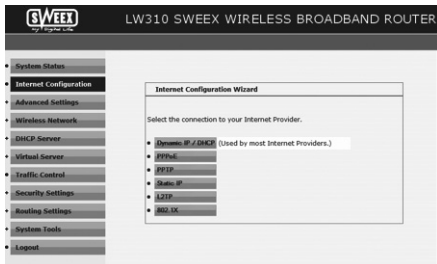 SWEEX
my Digital Life
LW310 SWEEX WIRELESS BROADBAND ROUTER
System Status
Internet Configuration
Advanced Settings
Wireless Network
DHCP Server
Virtual Server
Traffic Control
Security Settings
Routing Settings
System Tools
Logout
Internet Configuration Wizard
Select the connection to your Internet Provider.
Dynamic IP / DHCP (Used by most Internet Providers.)
PPPoE
PPTP
Static IP
L2TP
802.1X